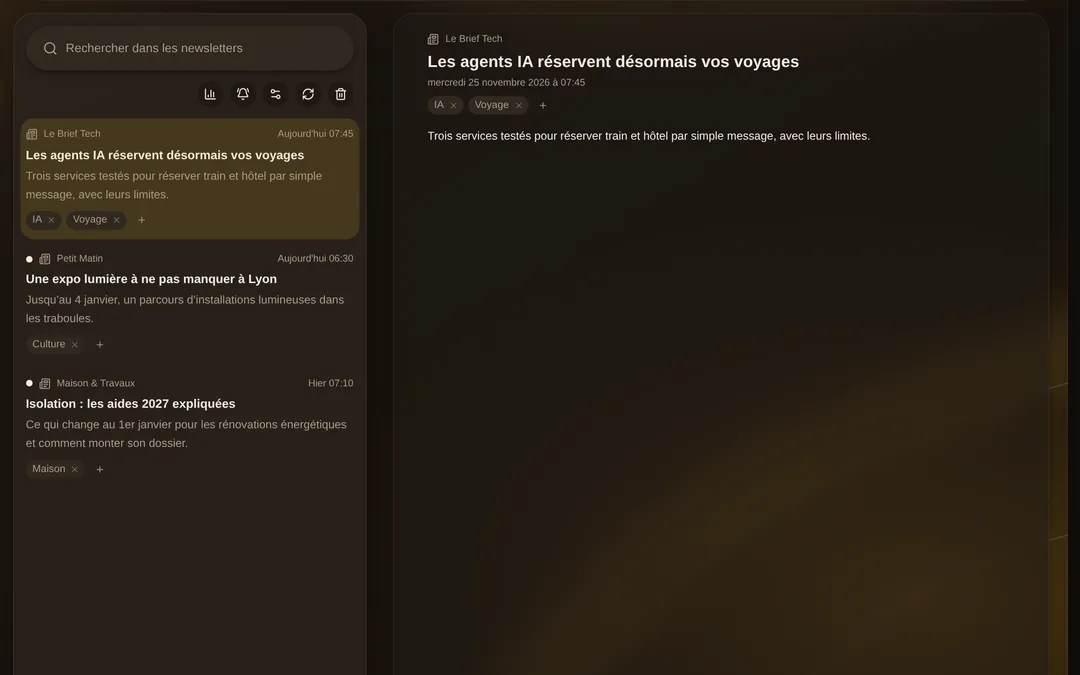 Rechercher dans les newsletters
Le Brief Tech
Aujourd'hui 07:45
Les agents IA réservent désormais vos voyages
Trois services testés pour réserver train et hôtel par simple
message, avec leurs limites.
IA × Voyage × +
Petit Matin
Aujourd'hui 06:30
Une expo lumière à ne pas manquer à Lyon
Jusqu'au 4 janvier, un parcours d'installations lumineuses dans
les traboules.
Culture × +
Maison & Travaux
Hier 07:10
Isolation : les aides 2027 expliquées
Ce qui change au 1er janvier pour les rénovations énergétiques
et comment monter son dossier.
Maison × +
Le Brief Tech
Les agents IA réservent désormais vos voyages
mercredi 25 novembre 2026 à 07:45
IA × Voyage × +
Trois services testés pour réserver train et hôtel par simple message, avec leurs limites.